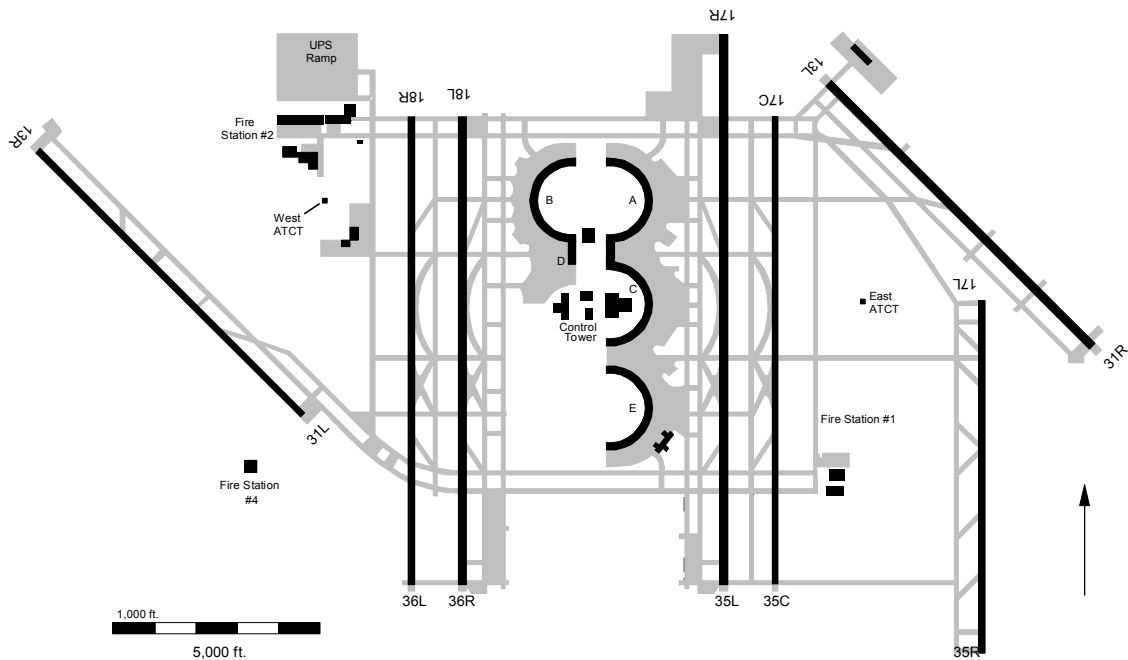 17R
UPS
Ramp
13L
18R
18L
17C
Fire
Station #2
13R
B
A
West
ATCT
D
17L
C
East
ATCT
Control
Tower
31R
E
Fire Station #1
31L
Fire Station
#4
36L
36R
35L
35C
1,000 ft.
5,000 ft.
35R